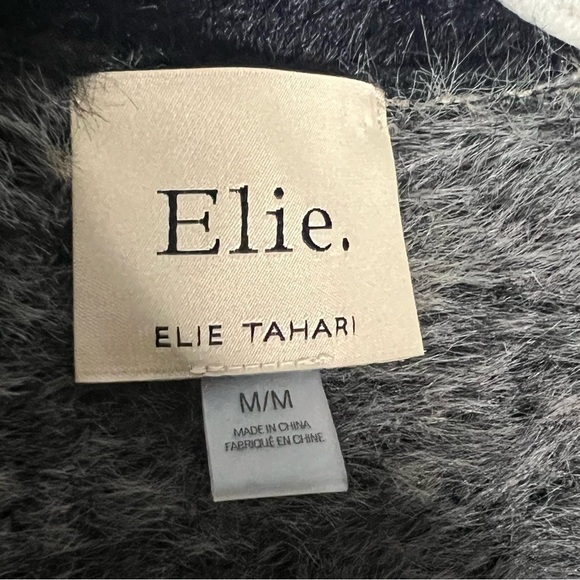 Elie.
ELIE TAHARI
M/M
MADE IN CHINA
FABRIQUÉ EN CHINE